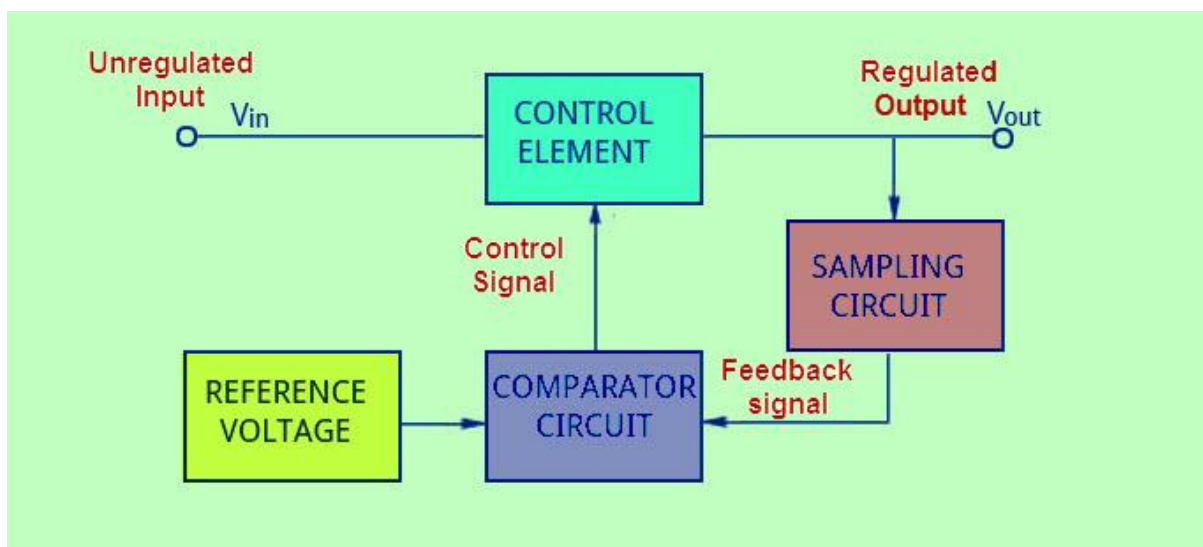 Unregulated
Input
Vin
CONTROL
ELEMENT
Regulated
Output
Vout
Control
Signal
SAMPLING
CIRCUIT
REFERENCE
VOLTAGE
COMPARATOR
CIRCUIT
Feedback
signal